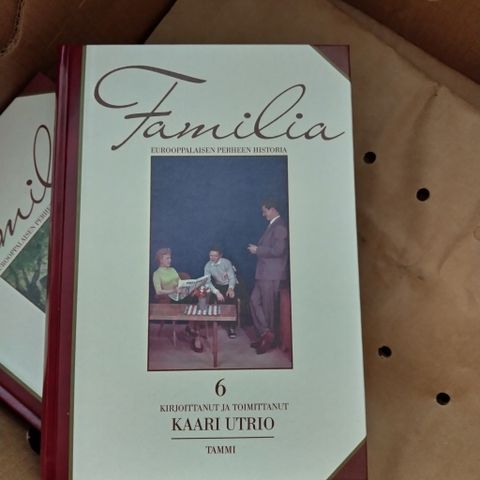 Familia
EUROOPPALAISEN PERHEEN HISTORIA
6
KIRJOITTANUT JA TOIMITTANUT
KAARI UTRIO
TAMMI